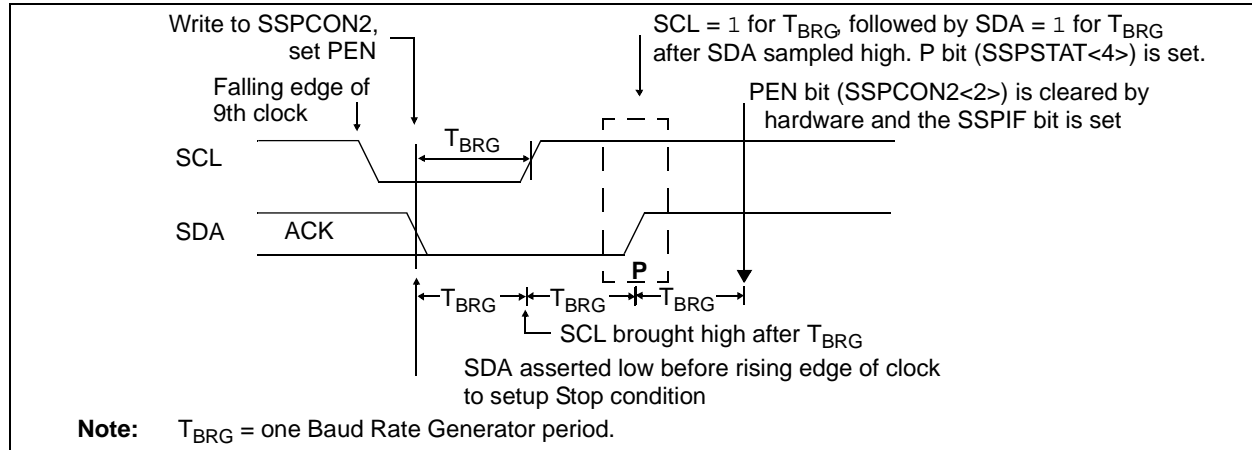 Write to SSPCON2,
set PEN
SCL = 1 for TBRG, followed by SDA = 1 for TBRG
after SDA sampled high. P bit (SSPSTAT<4>) is set.
Falling edge of
9th clock
PEN bit (SSPCON2<2>) is cleared by
hardware and the SSPIF bit is set
TBRG
SCL
SDA
ACK
P
TBRG
TBRG
TBRG
SCL brought high after TBRG
SDA asserted low before rising edge of clock
to setup Stop condition
Note: TBRG = one Baud Rate Generator period.